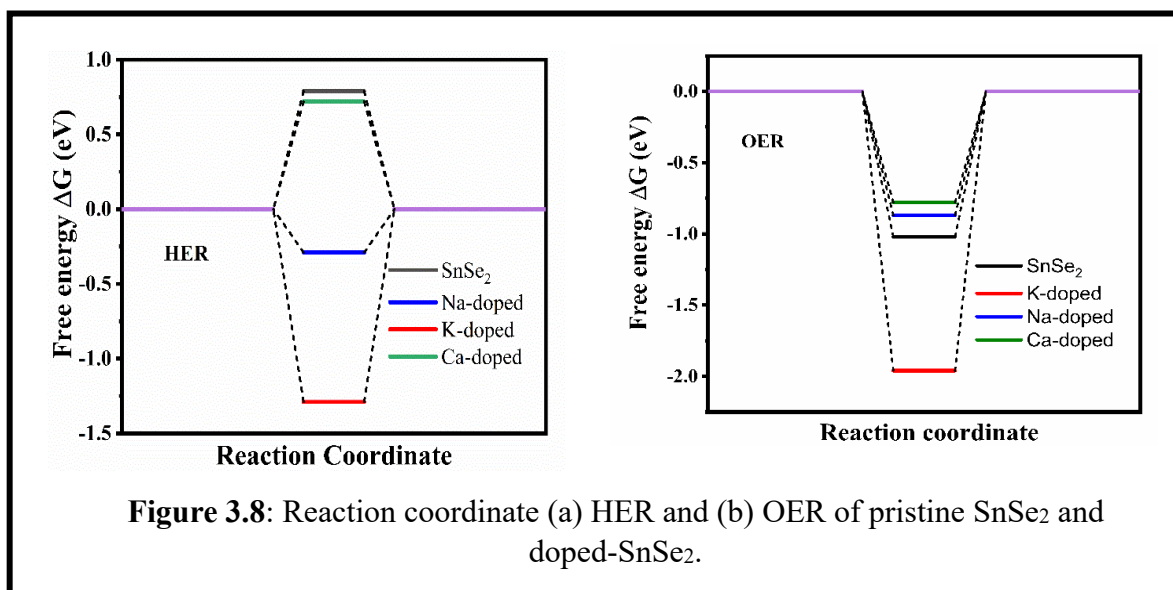 Free energy ΔG (eV)
1.0
0.5
0.0
-0.5
-1.0
-1.5
HER
SnSe₂
Na-doped
K-doped
Ca-doped
Reaction Coordinate
Free energy ΔG (eV)
0.0
-0.5
-1.0
-1.5
-2.0
OER
SnSe₂
K-doped
Na-doped
Ca-doped
Reaction coordinate
Figure 3.8: Reaction coordinate (a) HER and (b) OER of pristine SnSe₂ and
doped-SnSe₂.